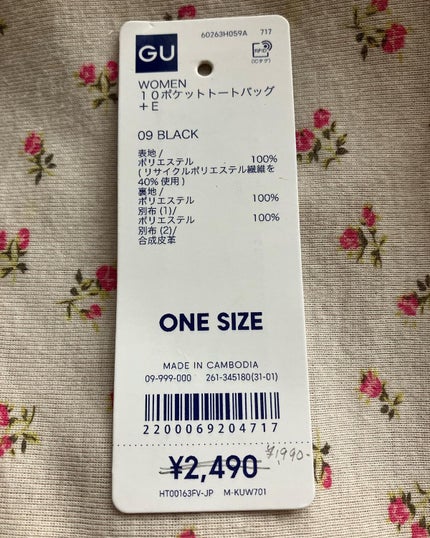 60263H059A 717
GU
RFID
(ICタグ)
WOMEN
10ポケットトートバッグ
+E
09 BLACK
表地/
ポリエステル 100%
(リサイクルポリエステル繊維を
40%使用)
裏地/
ポリエステル 100%
別布(1)/
ポリエステル 100%
別布(2)/
合成皮革
ONE SIZE
MADE IN CAMBODIA
09-999-000 261-345180(31-01)
2200069204717
¥2,490 ¥1,990-
HT00163FV-JP M-KUW701